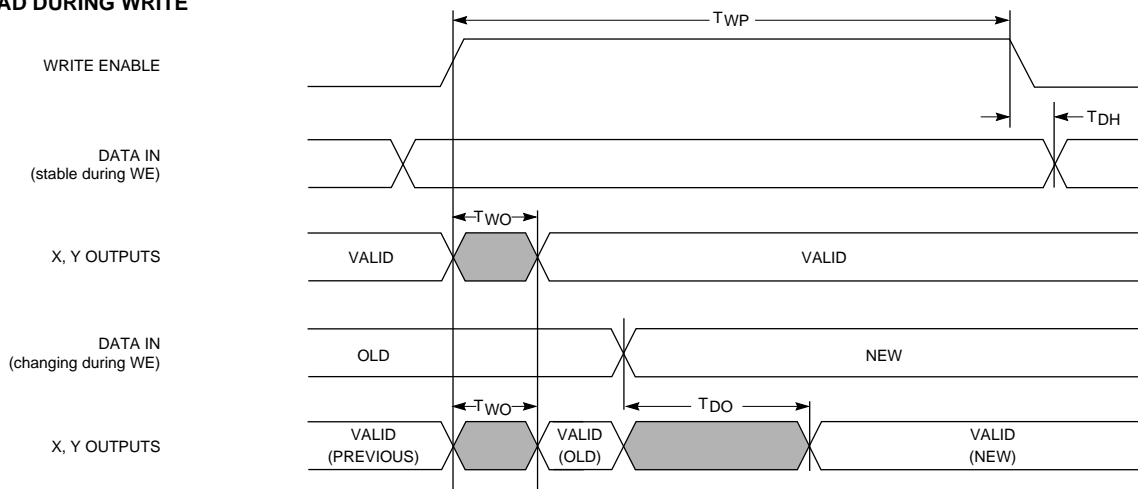 AD DURING WRITE
TWP
WRITE ENABLE
TDH
DATA IN
(stable during WE)
TWO
X, Y OUTPUTS
VALID
VALID
DATA IN
(changing during WE)
OLD
NEW
TWO
TDO
X, Y OUTPUTS
VALID
(PREVIOUS)
VALID
(OLD)
VALID
(NEW)